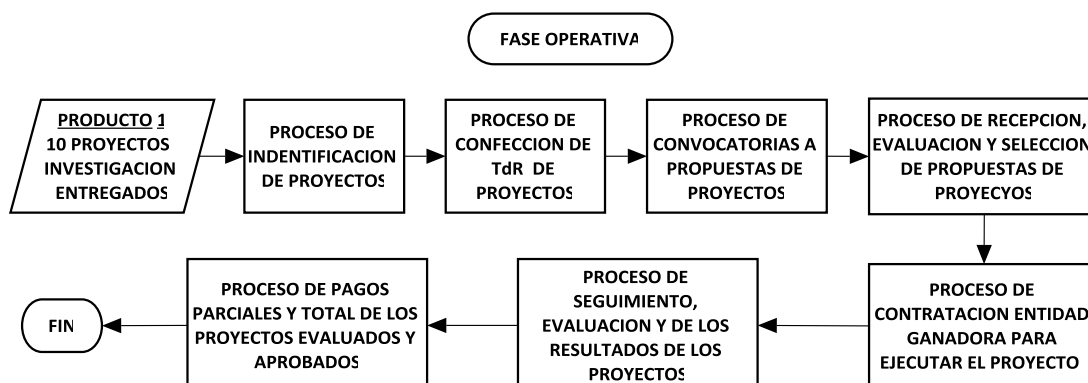 FASE OPERATIVA
PRODUCTO 1
10 PROYECTOS
INVESTIGACION
ENTREGADOS
PROCESO DE
INDENTIFICACION
DE PROYECTOS
PROCESO DE
CONFECCION DE
TdR DE
PROYECTOS
PROCESO DE
CONVOCATORIAS A
PROPUESTAS DE
PROYECTOS
PROCESO DE RECEPCION,
EVALUACION Y SELECCION
DE PROPUESTAS DE
PROYECYOS
PROCESO DE
CONTRATACION ENTIDAD
GANADORA PARA
EJECUTAR EL PROYECTO
PROCESO DE
SEGUIMIENTO,
EVALUACION Y DE LOS
RESULTADOS DE LOS
PROYECTOS
PROCESO DE PAGOS
PARCIALES Y TOTAL DE LOS
PROYECTOS EVALUADOS Y
APROBADOS
FIN